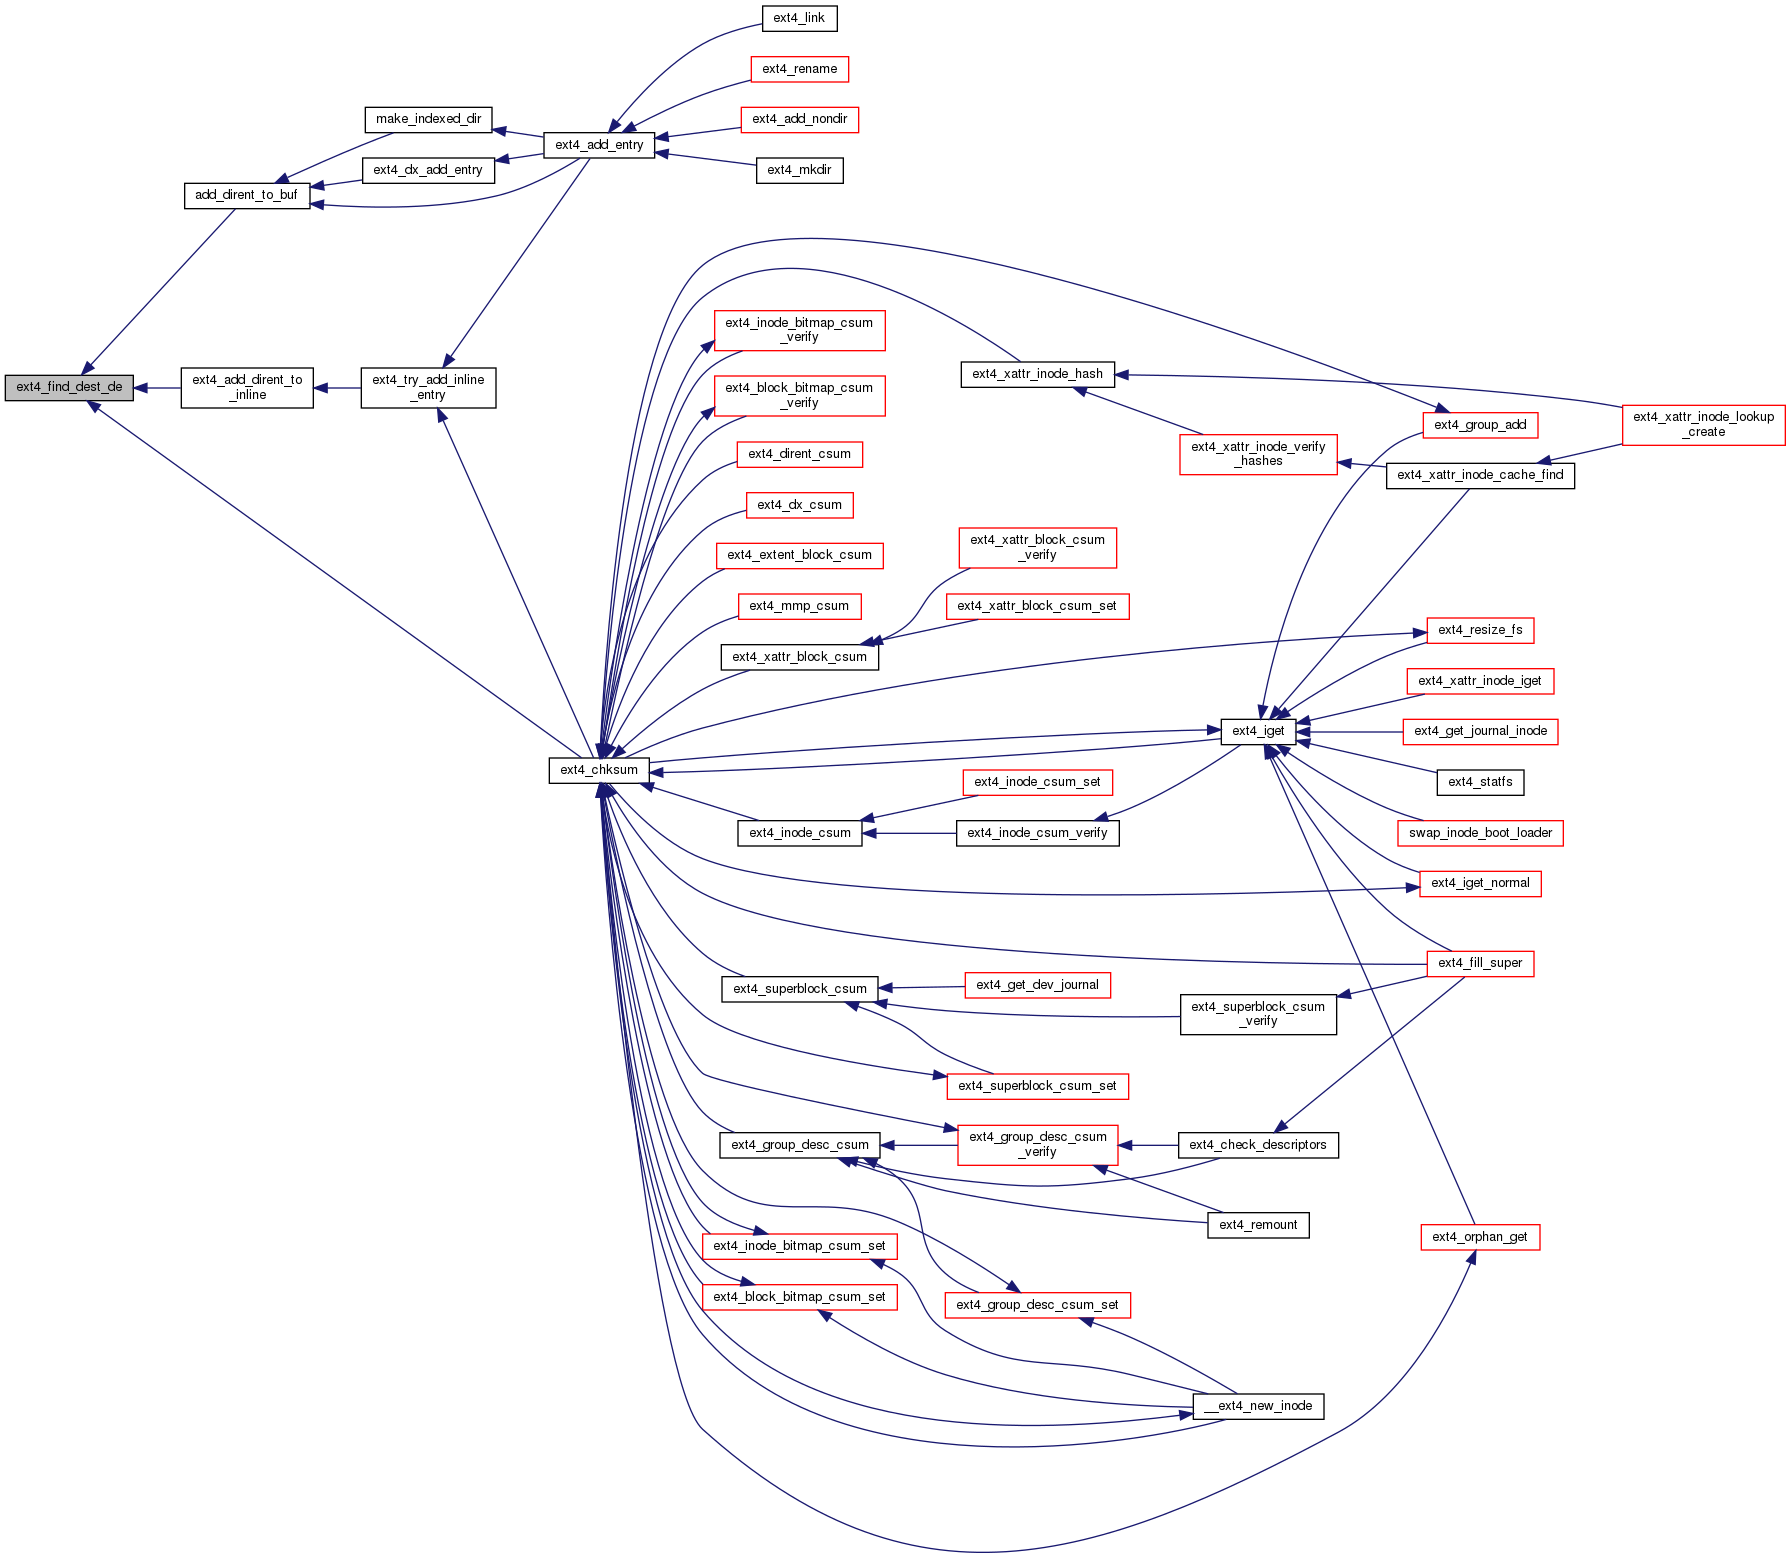 ext4_link
ext4_rename
make_indexed_dir
ext4_add_nondir
ext4_add_entry
ext4_dx_add_entry
ext4_mkdir
add_dirent_to_buf
ext4_inode_bitmap_csum
_verify
ext4_find_dest_de
ext4_add_dirent_to
_inline
ext4_try_add_inline
_entry
ext4_block_bitmap_csum
_verify
ext4_xattr_inode_hash
ext4_xattr_inode_lookup
_create
ext4_group_add
ext4_dirent_csum
ext4_xattr_inode_verify
_hashes
ext4_xattr_inode_cache_find
ext4_dx_csum
ext4_extent_block_csum
ext4_xattr_block_csum
_verify
ext4_mmp_csum
ext4_xattr_block_csum_set
ext4_xattr_block_csum
ext4_resize_fs
ext4_xattr_inode_iget
ext4_iget
ext4_get_journal_inode
ext4_chksum
ext4_inode_csum_set
ext4_statfs
ext4_inode_csum
ext4_inode_csum_verify
swap_inode_boot_loader
ext4_iget_normal
ext4_fill_super
ext4_superblock_csum
ext4_get_dev_journal
ext4_superblock_csum
_verify
ext4_superblock_csum_set
ext4_group_desc_csum
ext4_group_desc_csum
_verify
ext4_check_descriptors
ext4_remount
ext4_orphan_get
ext4_inode_bitmap_csum_set
ext4_block_bitmap_csum_set
ext4_group_desc_csum_set
__ext4_new_inode